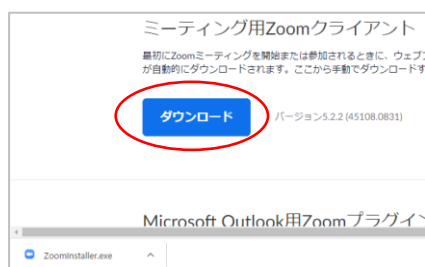 ミーティング用Zoomクライアント
最初にZoomミーティングを開始または参加されるときに、ウェブ
が自動的にダウンロードされます。ここから手動でダウンロードす
ダウンロード
バージョン5.2.2 (45108.0831)
Microsoft Outlook用Zoomプラグイン
ZoomInstaller.exe